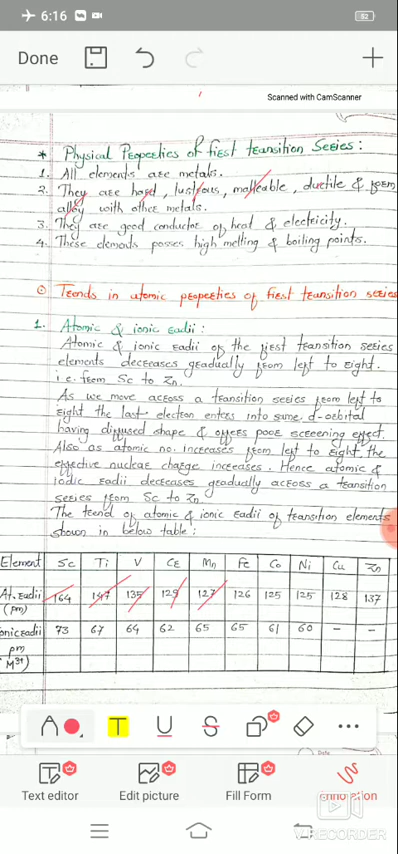 6:16
82
Done
Scanned with CamScanner
* Physical Properties of first transition Series :
1. All elements are metals.
2. They are hard, lustrous, malleable, ductile & form
alloy with other metals.
3. They are good conductor of heat & electricity.
4. These elements posses high melting & boiling points.
Trends in atomic properties of first transition series
1. Atomic & ionic radii :
Atomic & ionic radii of the first transition series
elements decreases gradually from left to right.
i.e. from Sc to Zn.
As we move across a transition series from left to
right the last electron enters into same d-orbital
having diffused shape & offers poor screening effect.
Also as atomic no. increases from left to right, the
effective nuclear charge increases. Hence atomic &
ionic radii decreases gradually across a transition
series from Sc to Zn
The trend of atomic & ionic radii of transition elements
shown in below table :
Element Sc Ti V Cr Mn Fe Co Ni Cu Zn
At. radii 164 147 135 129 127 126 125 125 128 137
(pm)
onic radii 73 67 64 62 65 65 61 60 - -
pm
M3+)
T U S
Text editor
Edit picture
Fill Form
Annotation
V RECORDER